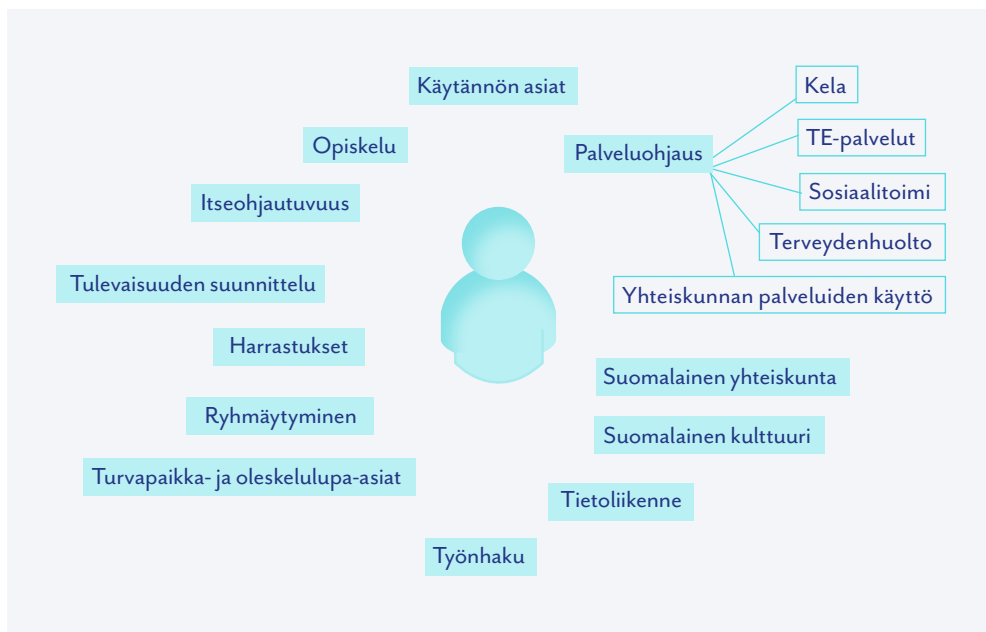 Käytännön asiat
Kela
TE-palvelut
Opiskelu
Palveluohjaus
Sosiaalitoimi
Itseohjautuvuus
Terveydenhuolto
Tulevaisuuden suunnittelu
Yhteiskunnan palveluiden käyttö
Harrastukset
Suomalainen yhteiskunta
Ryhmäytyminen
Suomalainen kulttuuri
Turvapaikka- ja oleskelulupa-asiat
Tietoliikenne
Työnhaku